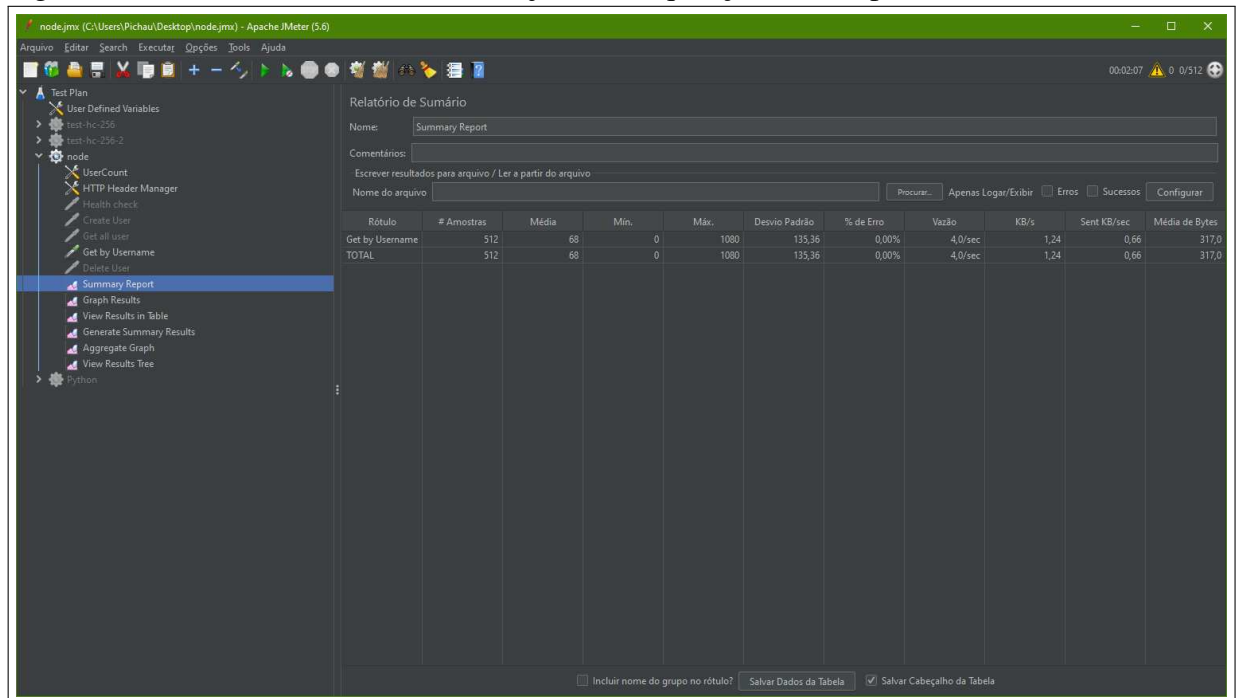 node.jmx (C:\Users\Pichau\Desktop\node.jmx) - Apache JMeter (5.6)
Arquivo Editar Search Executar Opções Tools Ajuda
00:02:07 0 0/512
Test Plan
User Defined Variables
test-hc-256
test-hc-256-2
node
UserCount
HTTP Header Manager
Health check
Create User
Get all user
Get by Username
Delete User
Summary Report
Graph Results
View Results in Table
Generate Summary Results
Aggregate Graph
View Results Tree
Python
Relatório de Sumário
Nome: Summary Report
Comentários:
Escrever resultados para arquivo / Ler a partir do arquivo
Nome do arquivo Procurar... Apenas Logar/Exibir Erros Sucessos Configurar
Rótulo # Amostras Média Mín. Máx. Desvio Padrão % de Erro Vazão KB/s Sent KB/sec Média de Bytes
Get by Username 512 68 0 1080 135,36 0,00% 4,0/sec 1,24 0,66 317,0
TOTAL 512 68 0 1080 135,36 0,00% 4,0/sec 1,24 0,66 317,0
Incluir nome do grupo no rótulo? Salvar Dados da Tabela Salvar Cabeçalho da Tabela